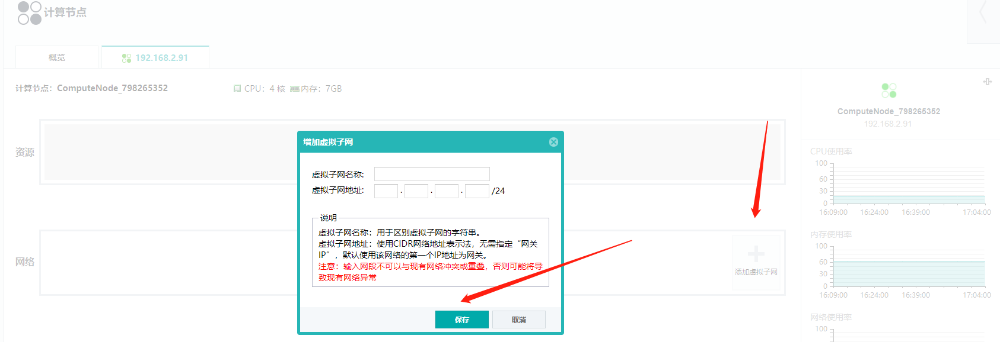 计算节点
概览
192.168.2.91
计算节点：ComputeNode_798265352
CPU：4 核
内存：7GB
资源
网络
添加虚拟子网
增加虚拟子网
虚拟子网名称:
虚拟子网地址:
. . . /24
说明
虚拟子网名称：用于区别虚拟子网的字符串。
虚拟子网地址：使用CIDR网络地址表示法，无需指定“网关
IP”，默认使用该网络的第一个IP地址为网关。
注意：输入网段不可以与现有网络冲突或重叠，否则可能将导
致现有网络异常
保存
取消
ComputeNode_798265352
192.168.2.91
CPU使用率
100
60
30
0
16:09:00 16:24:00 16:39:00 17:04:00
内存使用率
100
60
30
0
16:09:00 16:24:00 16:39:00 17:04:00
网络使用率
100